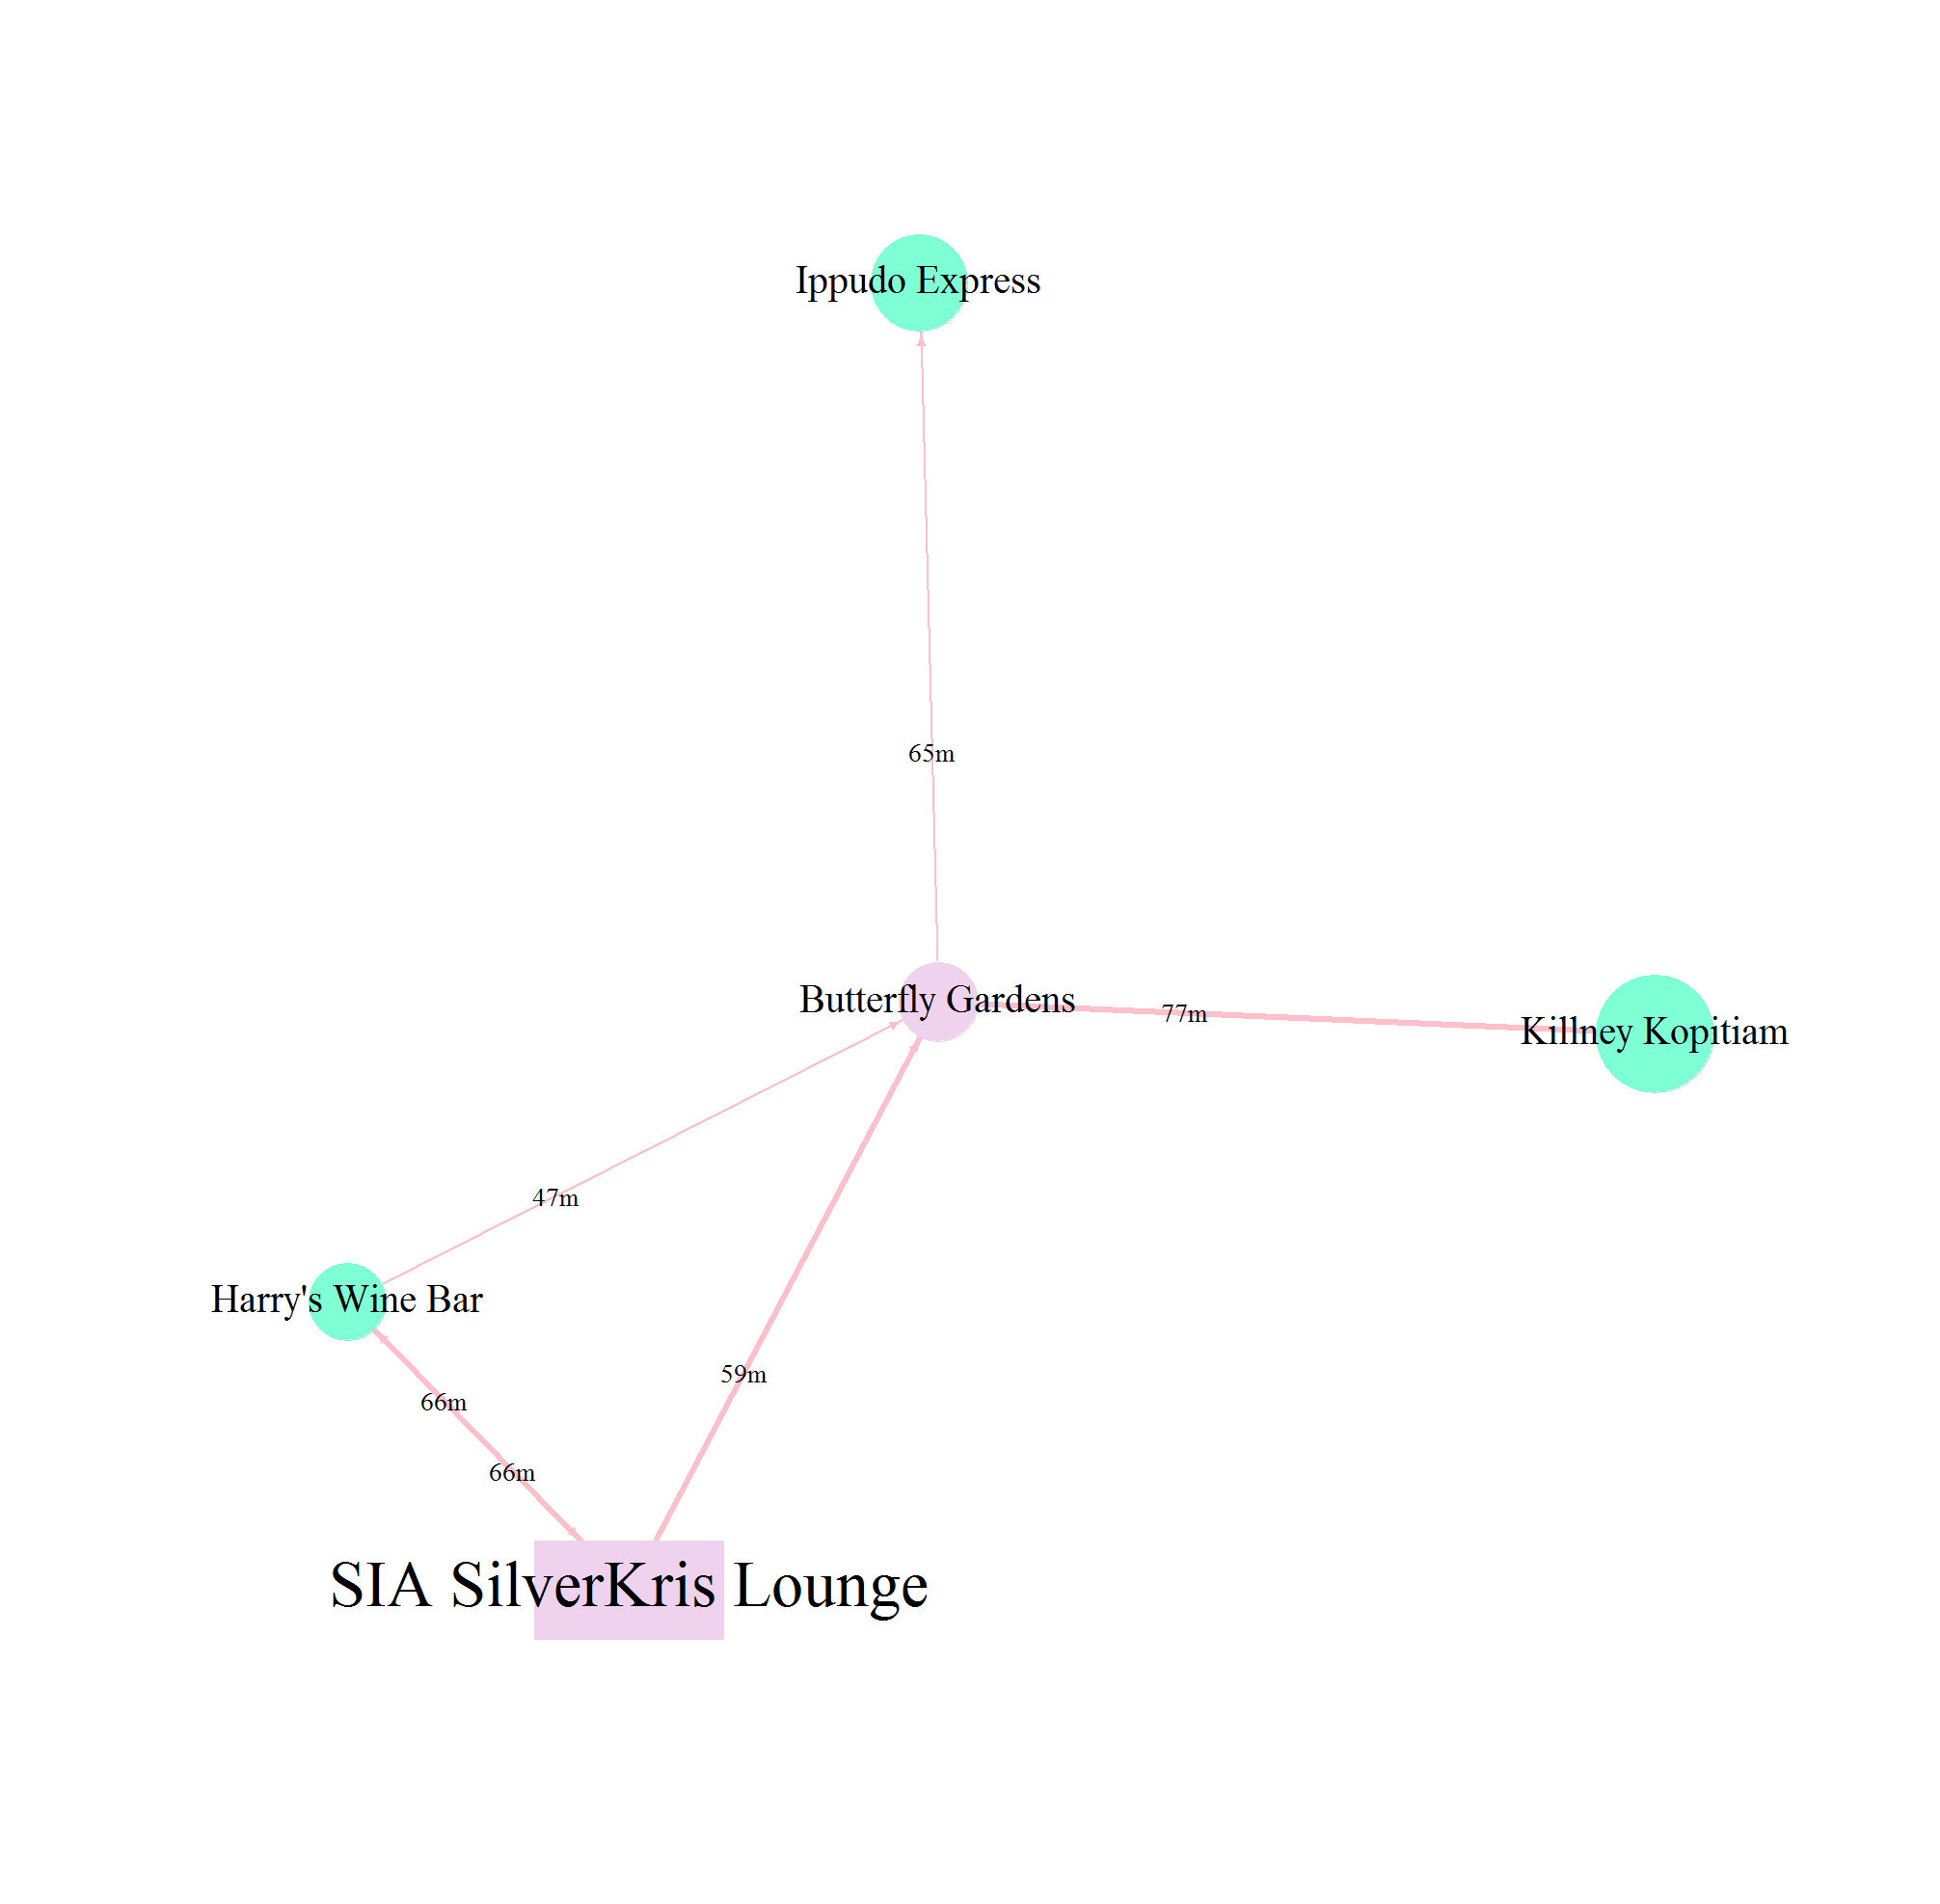 Ippudo Express
65m
Butterfly Gardens
77m
Killney Kopitiam
47m
Harry's Wine Bar
59m
66m
66m
SIA SilverKris Lounge